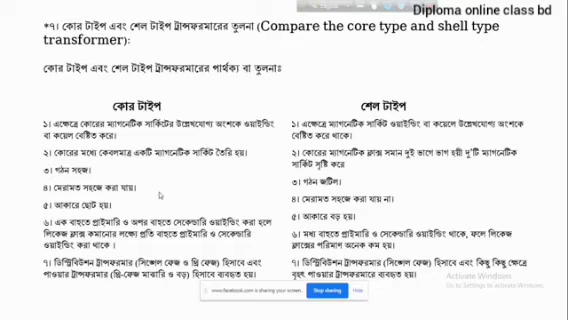 Diploma online class bd
*৭। কোর টাইপ এবং শেল টাইপ ট্রান্সফরমারের তুলনা (Compare the core type and shell type
transformer):
কোর টাইপ এবং শেল টাইপ ট্রান্সফরমারের পার্থক্য বা তুলনাঃ
কোর টাইপ
১। এক্ষেত্রে কোরের ম্যাগনেটিক সার্কিটের উল্লেখযোগ্য অংশকে ওয়াইন্ডিং
বা কয়েল বেষ্টিত করে।
২। কোরের মধ্যে কেবলমাত্র একটি ম্যাগনেটিক সার্কিট তৈরি হয়।
৩। গঠন সহজ।
৪। মেরামত সহজে করা যায়।
৫। আকারে ছোট হয়।
৬। এক বাহুতে প্রাইমারি ও অপর বাহুতে সেকেন্ডারি ওয়াইন্ডিং করা হলে
লিকেজ ফ্লাক্স কমানোর লক্ষ্যে প্রতি বাহুতে প্রাইমারি ও সেকেন্ডারি
ওয়াইন্ডিং করা থাকে ।
৭। ডিস্ট্রিবিউশন ট্রান্সফরমার (সিঙ্গেল ফেজ ও থ্রি ফেজ) হিসাবে এবং
পাওয়ার ট্রান্সফরমার (থ্রি-ফেজ মাঝারি ও বড়) হিসাবে ব্যবহৃত হয়।
শেল টাইপ
১। এক্ষেত্রে ম্যাগনেটিক সার্কিট ওয়াইন্ডিং বা কয়েলে উল্লেখযোগ্য অংশকে
বেষ্টিত করে থাকে।
২। কোরের ম্যাগনেটিক ফ্লাক্স সমান দুই ভাগে ভাগ হয়ী দু'টি ম্যাগনেটিক
সার্কিট সৃষ্টি করে
৩। গঠন জটিল।
৪। মেরামত সহজে করা যায় না।
৫। আকারে বড় হয়।
৬। মধ্য বাহুতে প্রাইমারি ও সেকেন্ডারি ওয়াইন্ডিং থাকে, ফলে লিকেজ
ফ্লাক্সের পরিমাণ অনেক কম হয়।
৭। ডিস্ট্রিবিউশন ট্রান্সফরমার (সিঙ্গেল ফেজ) হিসাবে এবং কিছু কিছু ক্ষেত্রে
বৃহৎ পাওয়ার ট্রান্সফরমারে ব্যবহৃত হয়।
Activate Windows
Go to Settings to activate Windows.
www.facebook.com is sharing your screen.
Stop sharing
Hide